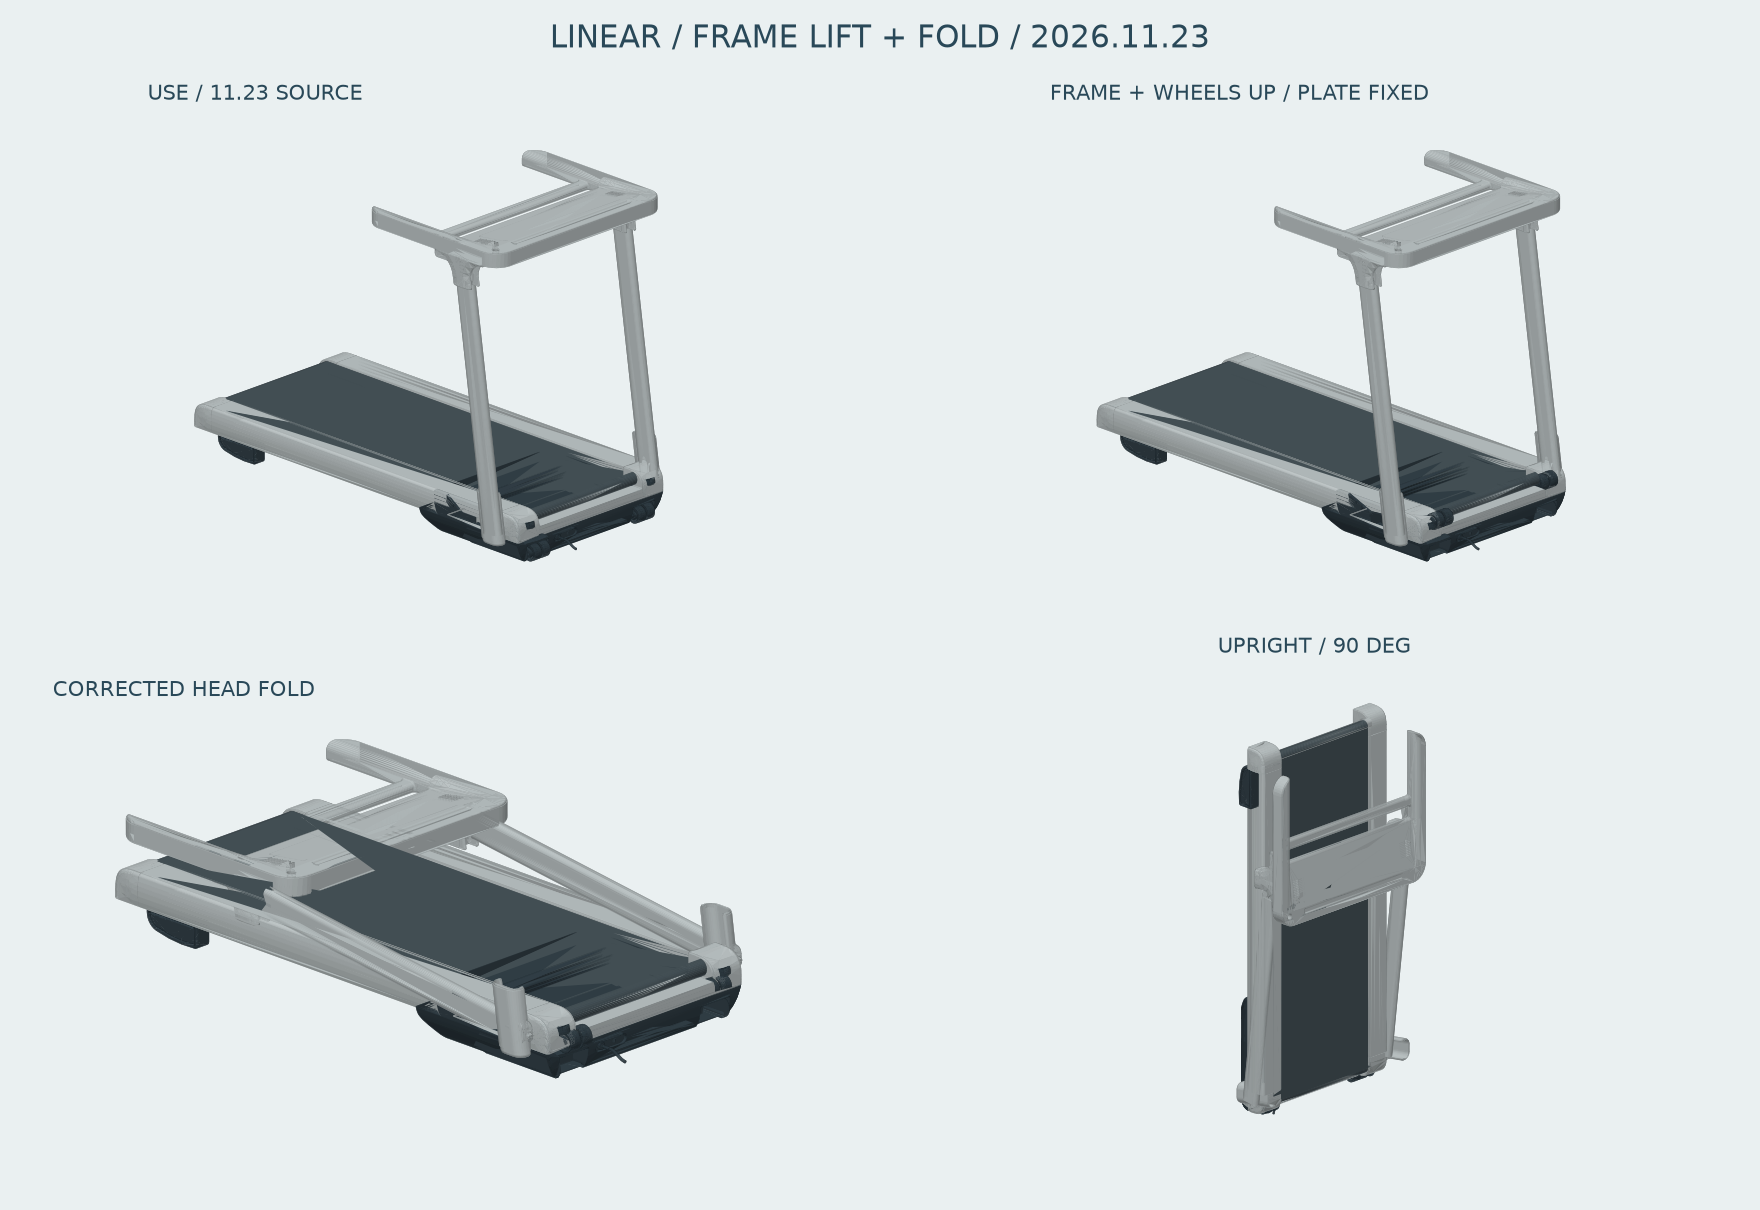 LINEAR / FRAME LIFT + FOLD / 2026.11.23
USE / 11.23 SOURCE
FRAME + WHEELS UP / PLATE FIXED
CORRECTED HEAD FOLD
UPRIGHT / 90 DEG